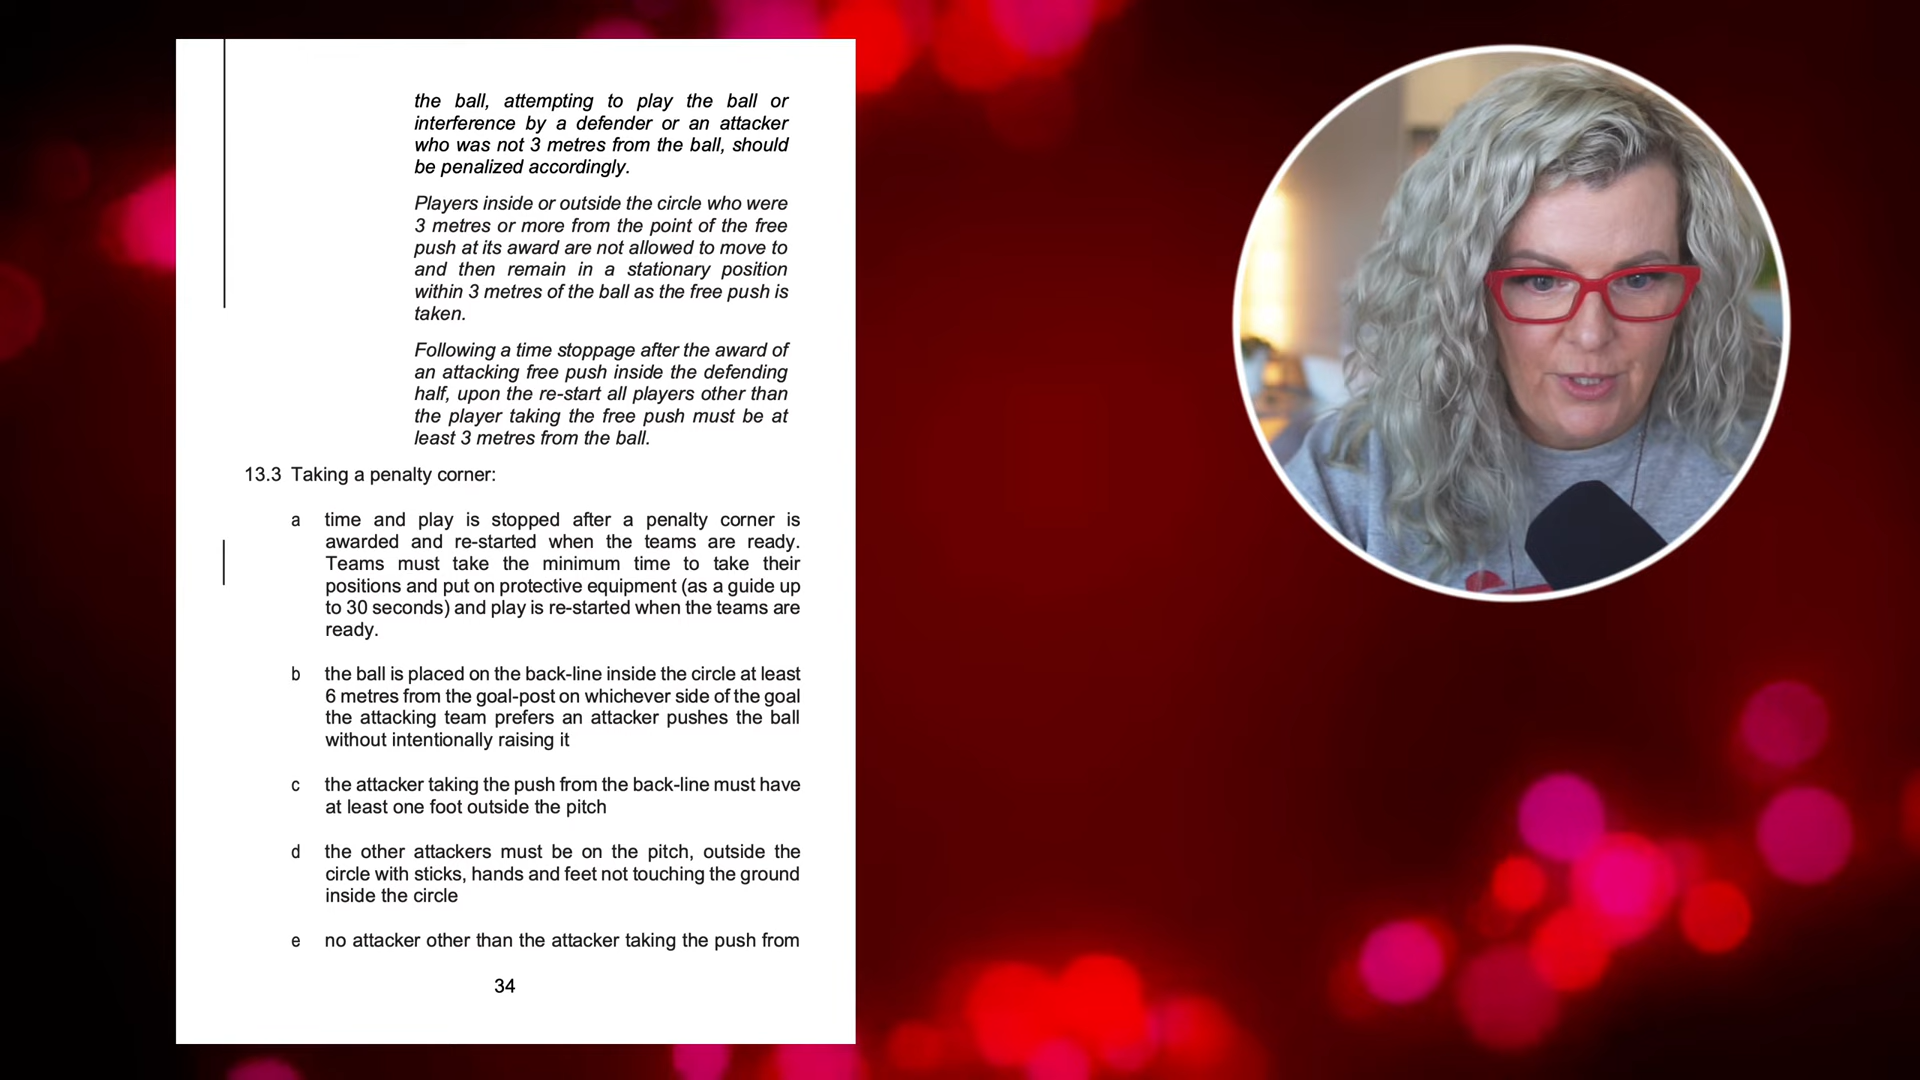 the ball, attempting to play the ball or
interference by a defender or an attacker
who was not 3 metres from the ball, should
be penalized accordingly.
Players inside or outside the circle who were
3 metres or more from the point of the free
push at its award are not allowed to move to
and then remain in a stationary position
within 3 metres of the ball as the free push is
taken.
Following a time stoppage after the award of
an attacking free push inside the defending
half, upon the re-start all players other than
the player taking the free push must be at
least 3 metres from the ball.
13.3 Taking a penalty corner:
a time and play is stopped after a penalty corner is
awarded and re-started when the teams are ready.
Teams must take the minimum time to take their
positions and put on protective equipment (as a guide up
to 30 seconds) and play is re-started when the teams are
ready.
b the ball is placed on the back-line inside the circle at least
6 metres from the goal-post on whichever side of the goal
the attacking team prefers an attacker pushes the ball
without intentionally raising it
c the attacker taking the push from the back-line must have
at least one foot outside the pitch
d the other attackers must be on the pitch, outside the
circle with sticks, hands and feet not touching the ground
inside the circle
e no attacker other than the attacker taking the push from
34